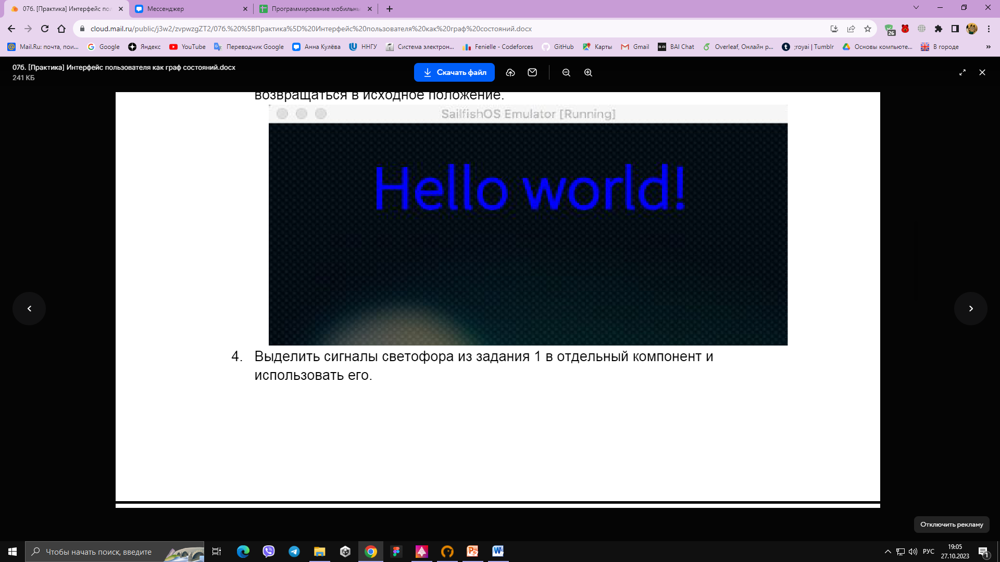 076. [Практика] Интерфейс пол
Мессенджер
Программирование мобильны
cloud.mail.ru/public/j3w2/zvpwzgZT2/076.%20%5BПрактика%5D%20Интерфейс%20пользователя%20как%20граф%20состояний.docx
26
Mail.Ru: почта, пои...
Google
Яндекс
YouTube
Переводчик Google
Анна Кулёва
ННГУ
Система электрон...
Fenielle - Codeforces
GitHub
Карты
Gmail
BAI Chat
Overleaf, Онлайн р...
;royai | Tumblr
Основы компьюте...
В городе
»
076. [Практика] Интерфейс пользователя как граф состояний.docx
241 КБ
Скачать файл
возвращаться в исходное положение.
SailfishOS Emulator [Running]
Hello world!
4. Выделить сигналы светофора из задания 1 в отдельный компонент и
использовать его.
Отключить рекламу
Чтобы начать поиск, введите
РУС
19:05
27.10.2023
1